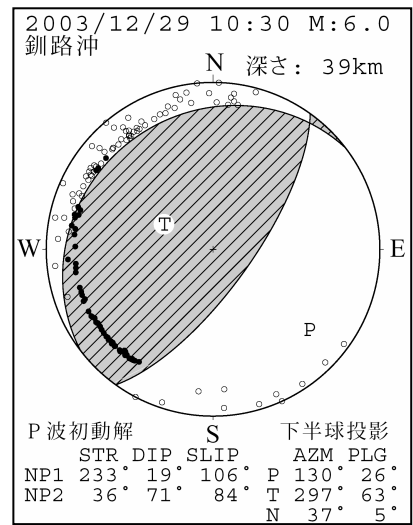 2003/12/29 10:30 M:6.0
釧路沖
深さ: 39km
N
T
W
E
P
S
P波初動解 下半球投影
STR DIP SLIP AZM PLG
NP1 233° 19° 106° P 130° 26°
NP2 36° 71° 84° T 297° 63°
N 37° 5°